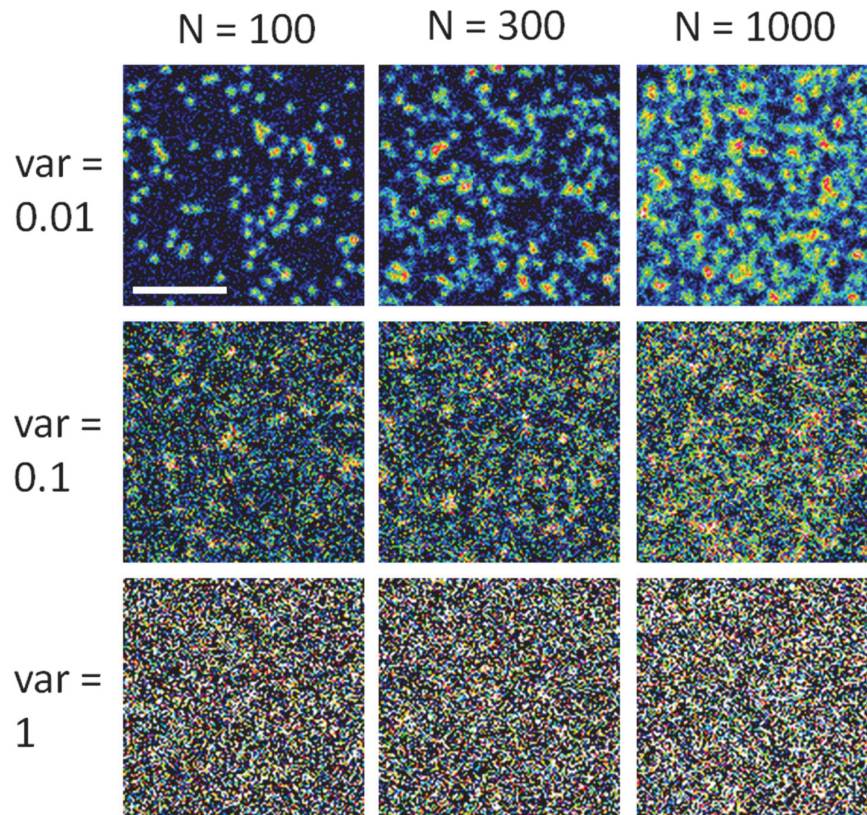 N = 100
N = 300
N = 1000
var =
0.01
var =
0.1
var =
1